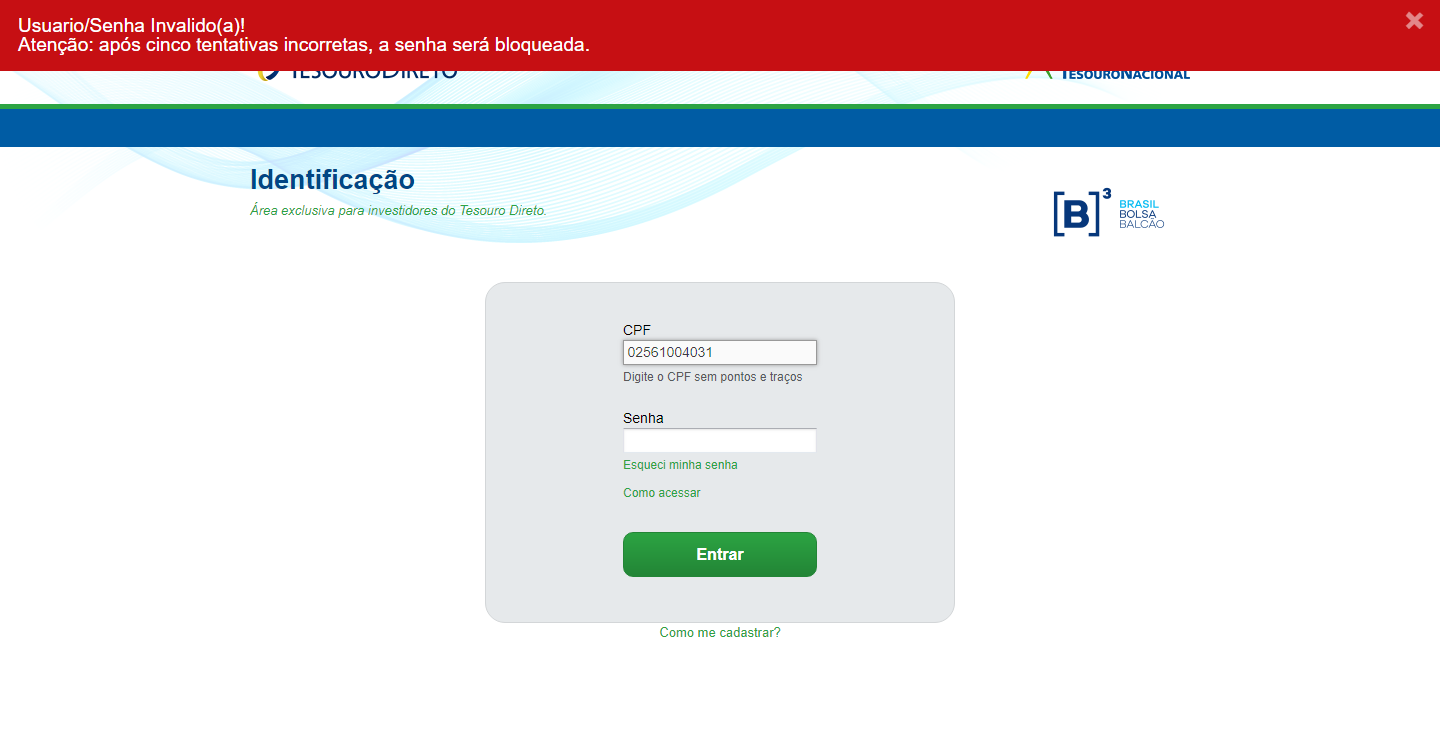 Usuario/Senha Invalido(a)!
Atenção: após cinco tentativas incorretas, a senha será bloqueada.
TESOURODIRETO
TESOURONACIONAL
Identificação
Área exclusiva para investidores do Tesouro Direto.
[B]³ BRASIL
BOLSA
BALCÃO
CPF
02561004031
Digite o CPF sem pontos e traços
Senha
Esqueci minha senha
Como acessar
Entrar
Como me cadastrar?